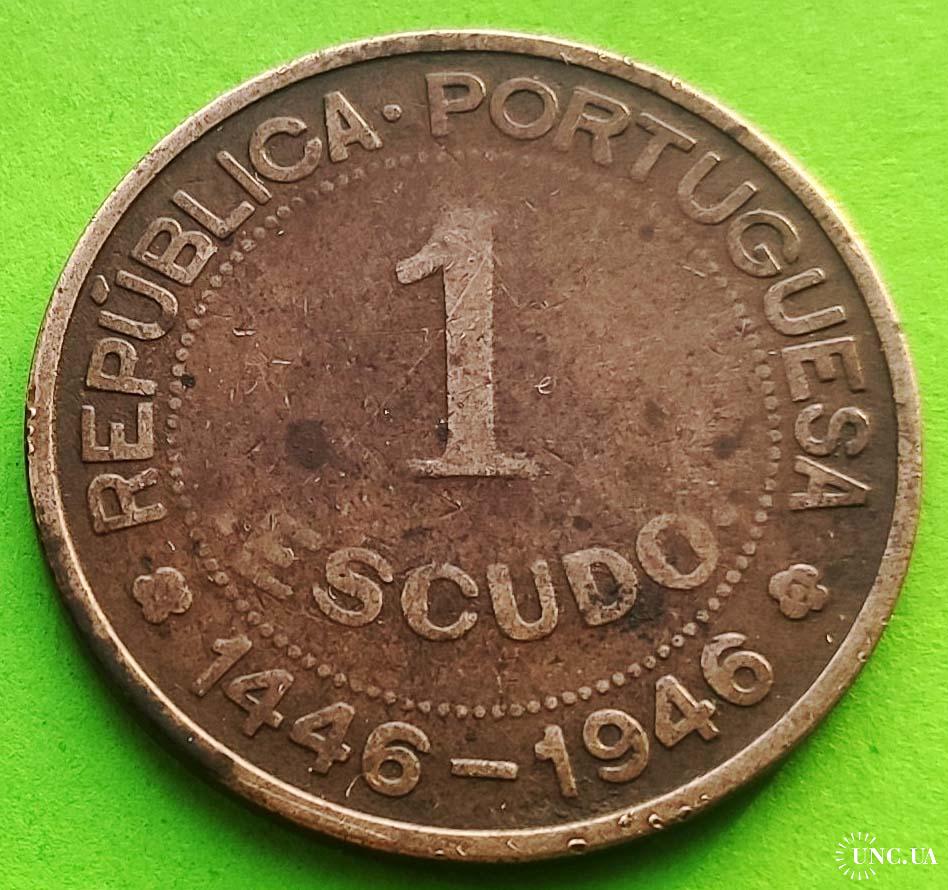 REPÚBLICA · PORTUGUESA
1
ESCUDO
1446-1946
UNC.UA